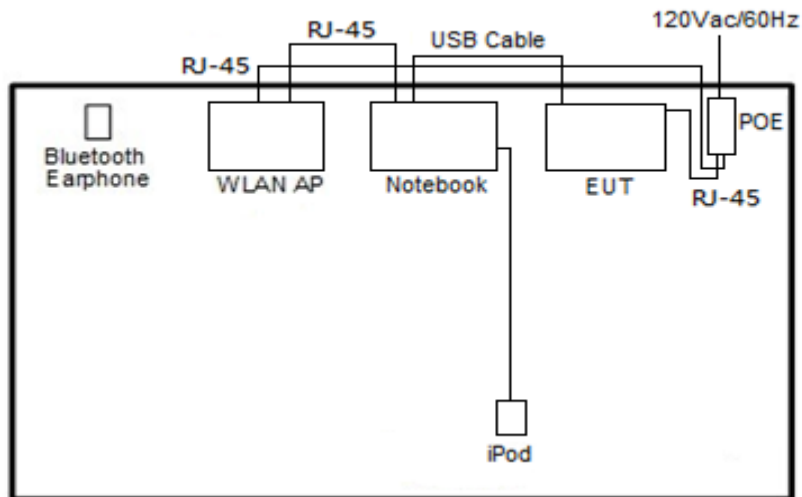 120Vac/60Hz
RJ-45
USB Cable
RJ-45
POE
Bluetooth
Earphone
WLAN AP
Notebook
EUT
RJ-45
iPod